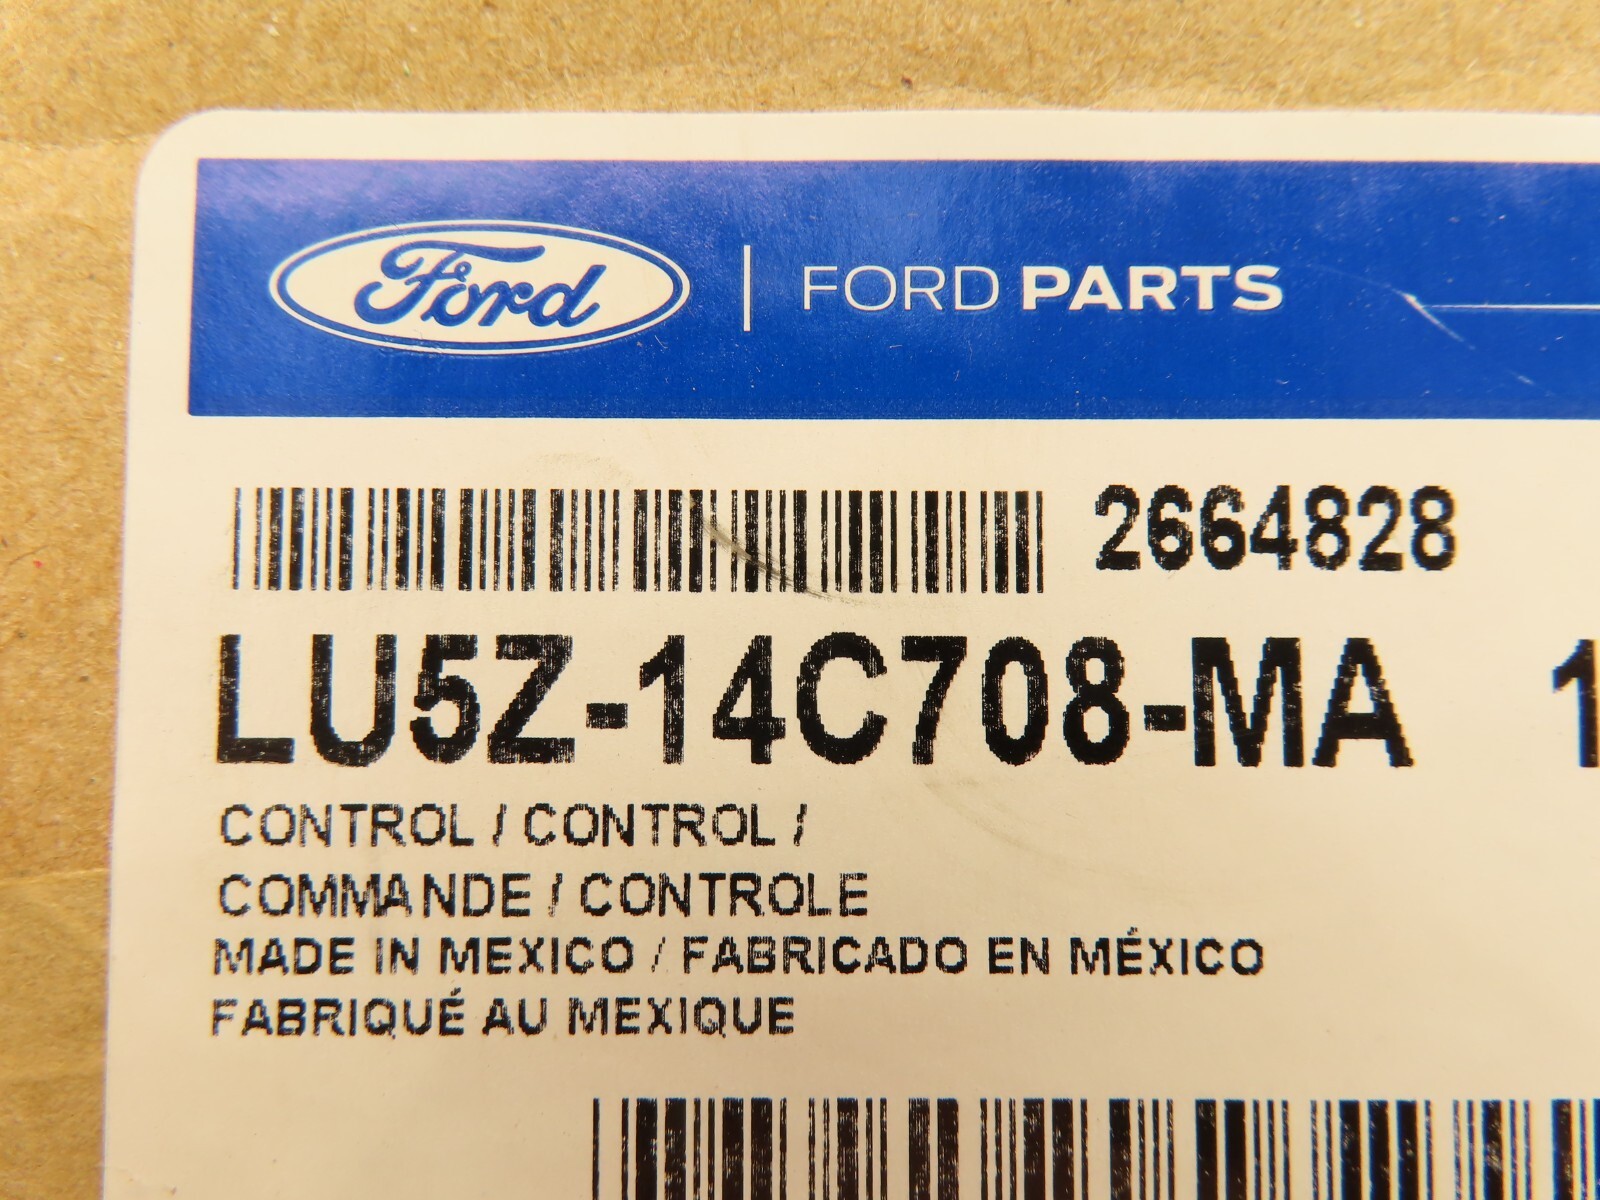 Ford | FORD PARTS
2664828
LU5Z-14C708-MA 1
CONTROL / CONTROL /
COMMANDE / CONTROLE
MADE IN MEXICO / FABRICADO EN MÉXICO
FABRIQUÉ AU MEXIQUE